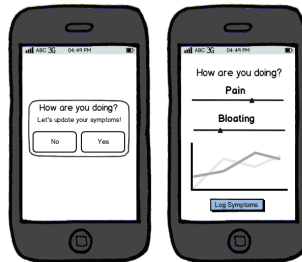 ABC 3G 04:49 PM
How are you doing?
Let's update your symptoms!
No Yes
ABC 3G 04:49 PM
How are you doing?
Pain
Bloating
Log Symptoms